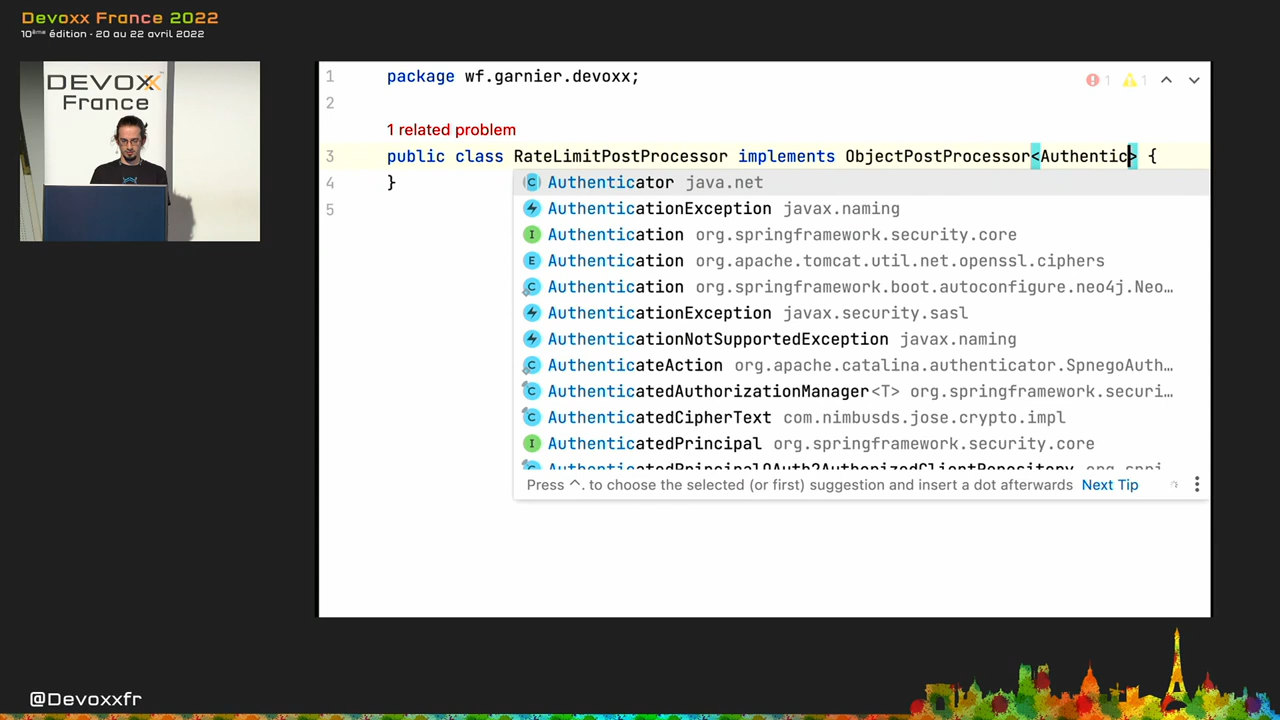 Devoxx France 2022
10ème édition - 20 au 22 avril 2022
DEVOXX
France
1 package wf.garnier.devoxx;
1 1
2
1 related problem
3 public class RateLimitPostProcessor implements ObjectPostProcessor<Authentic> {
4 }
5
C Authenticator java.net
AuthenticationException javax.naming
I Authentication org.springframework.security.core
E Authentication org.apache.tomcat.util.net.openssl.ciphers
C Authentication org.springframework.boot.autoconfigure.neo4j.Neo…
AuthenticationException javax.security.sasl
AuthenticationNotSupportedException javax.naming
C AuthenticateAction org.apache.catalina.authenticator.SpnegoAuth…
C AuthenticatedAuthorizationManager<T> org.springframework.securi…
C AuthenticatedCipherText com.nimbusds.jose.crypto.impl
I AuthenticatedPrincipal org.springframework.security.core
AuthenticatedPrincipalOAuth2AuthorizedClientRepository org.spri…
Press ^. to choose the selected (or first) suggestion and insert a dot afterwards Next Tip
@Devoxxfr